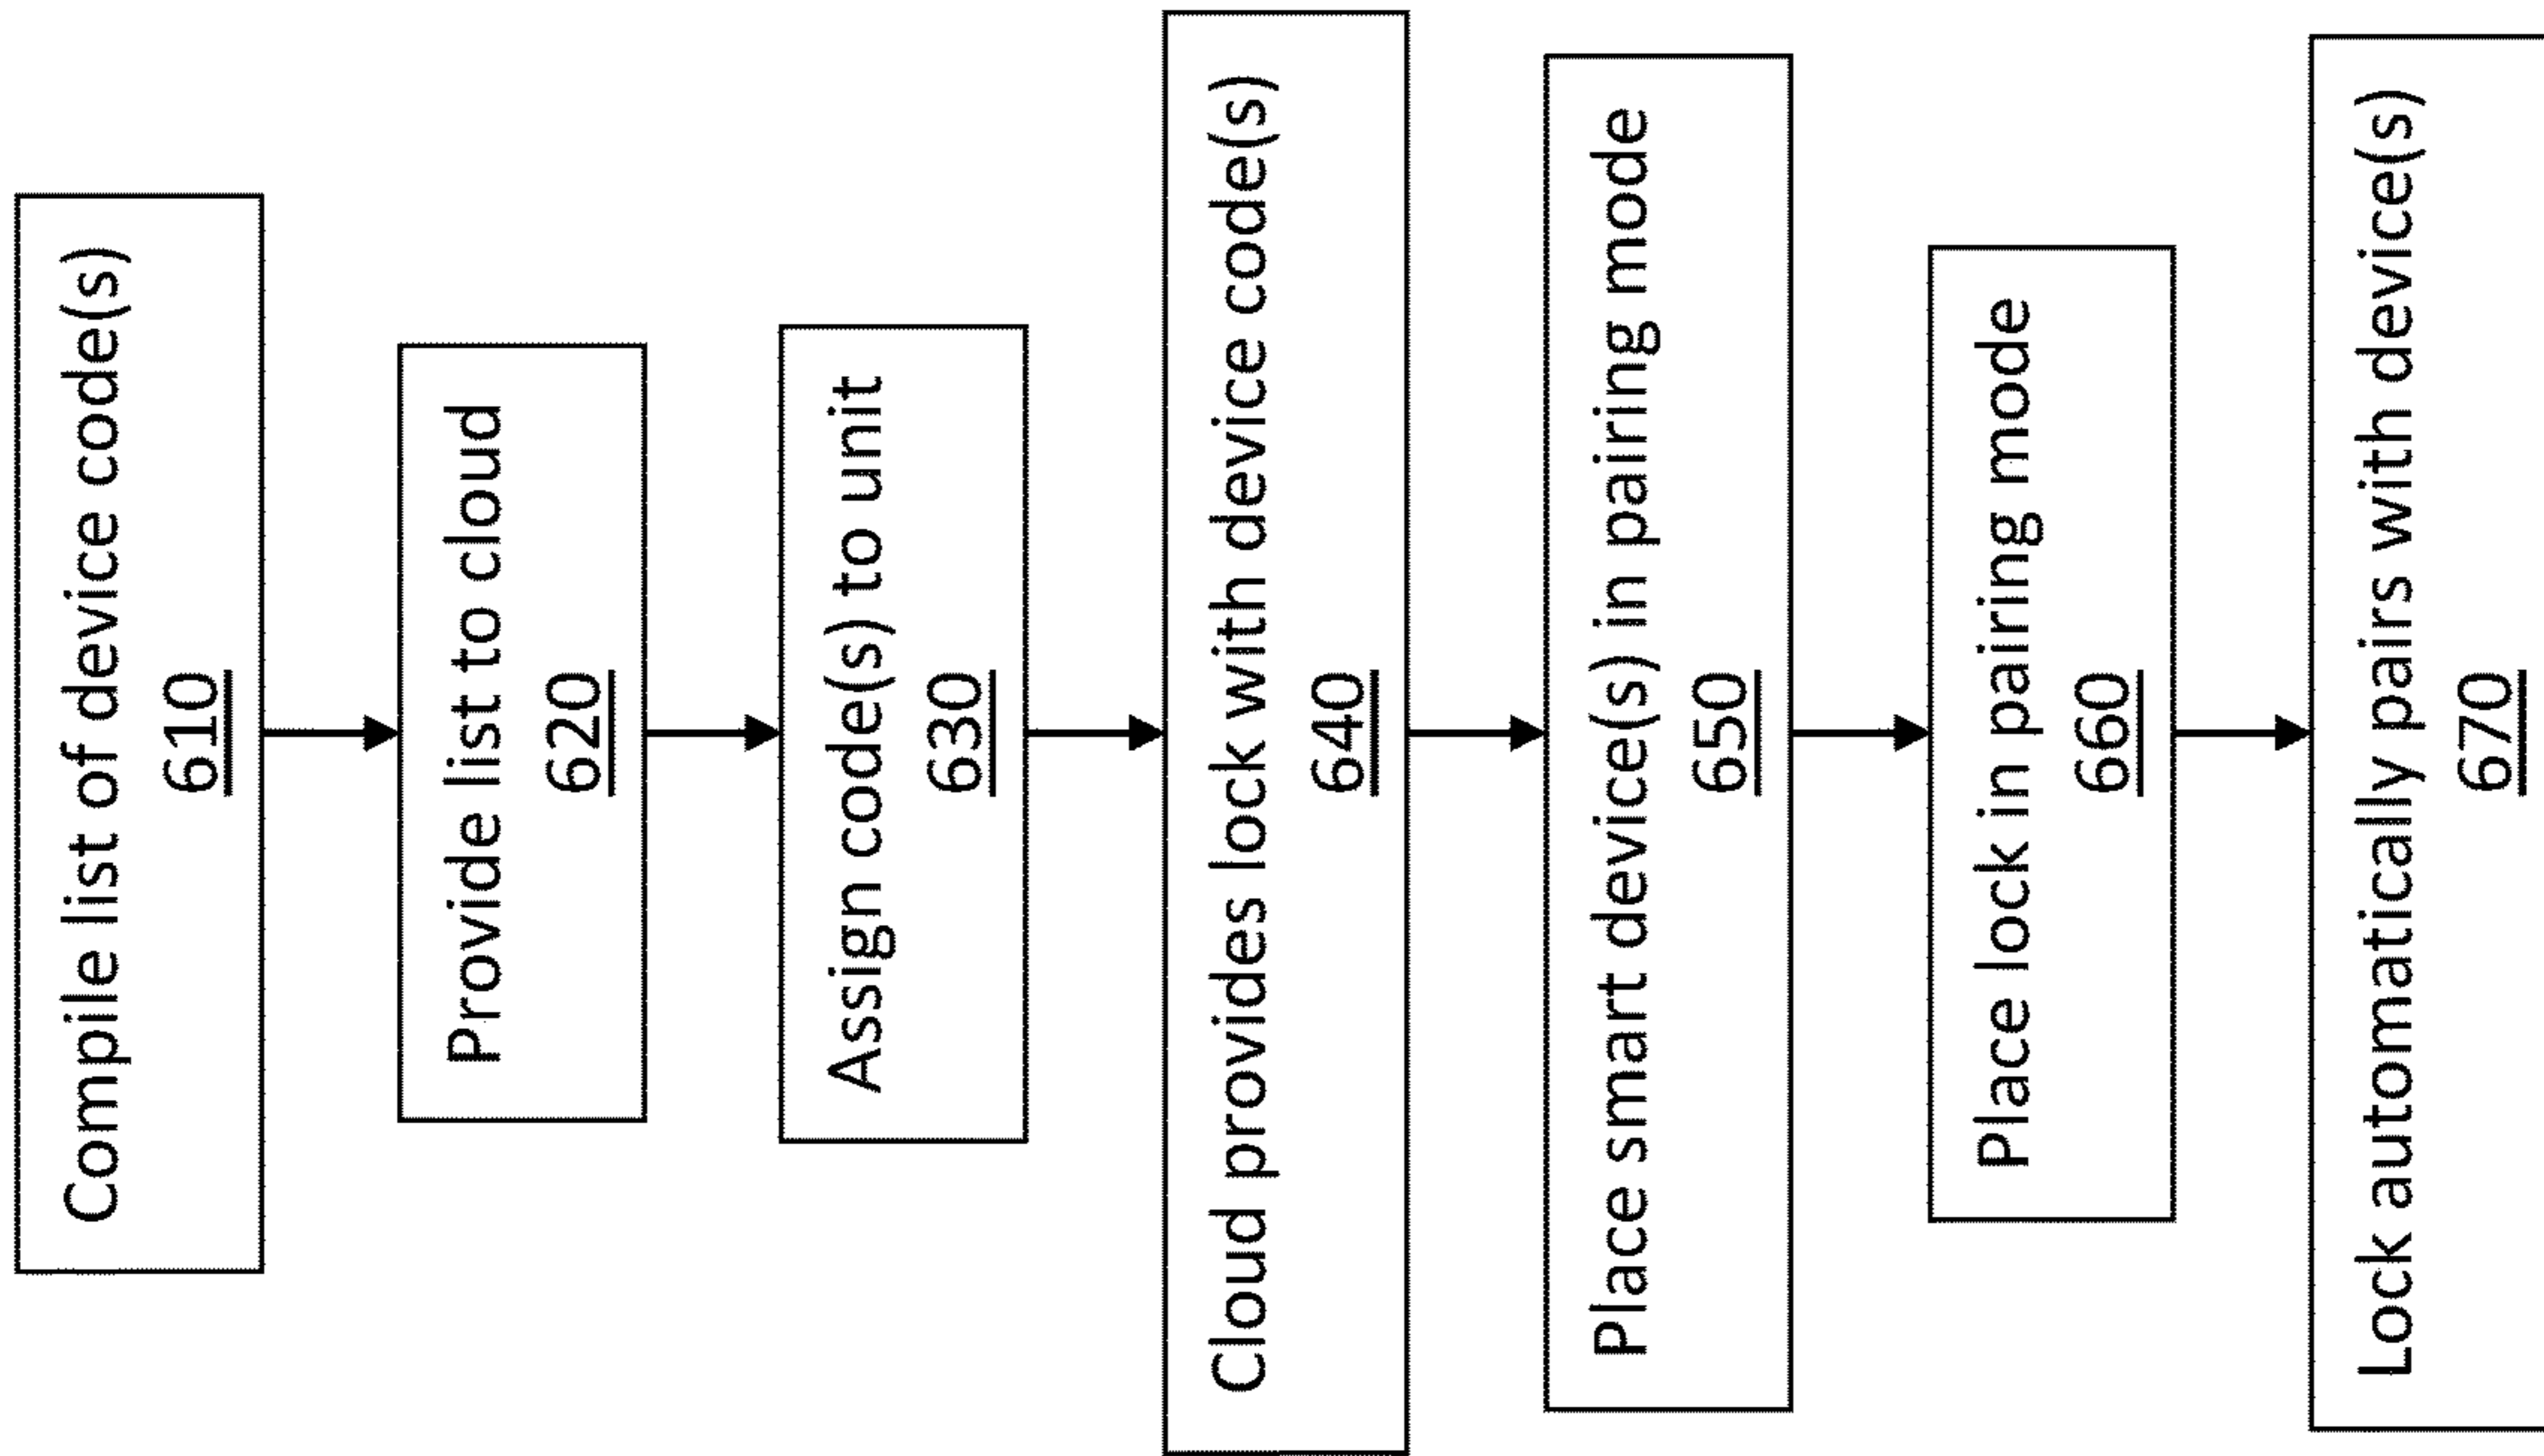 Compile list of device code(s)
610
Provide list to cloud
620
Assign code(s) to unit
630
Cloud provides lock with device code(s)
640
Place smart device(s) in pairing mode
650
Place lock in pairing mode
660
Lock automatically pairs with device(s)
670